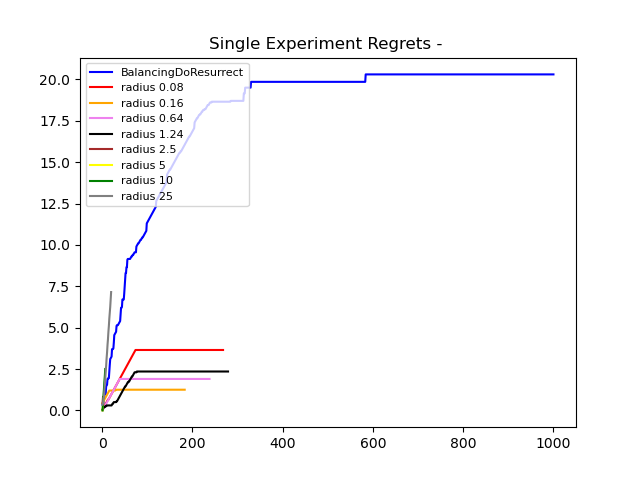 Single Experiment Regrets -
BalancingDoResurrect
radius 0.08
radius 0.16
radius 0.64
radius 1.24
radius 2.5
radius 5
radius 10
radius 25
20.0
17.5
15.0
12.5
10.0
7.5
5.0
2.5
0.0
0 200 400 600 800 1000